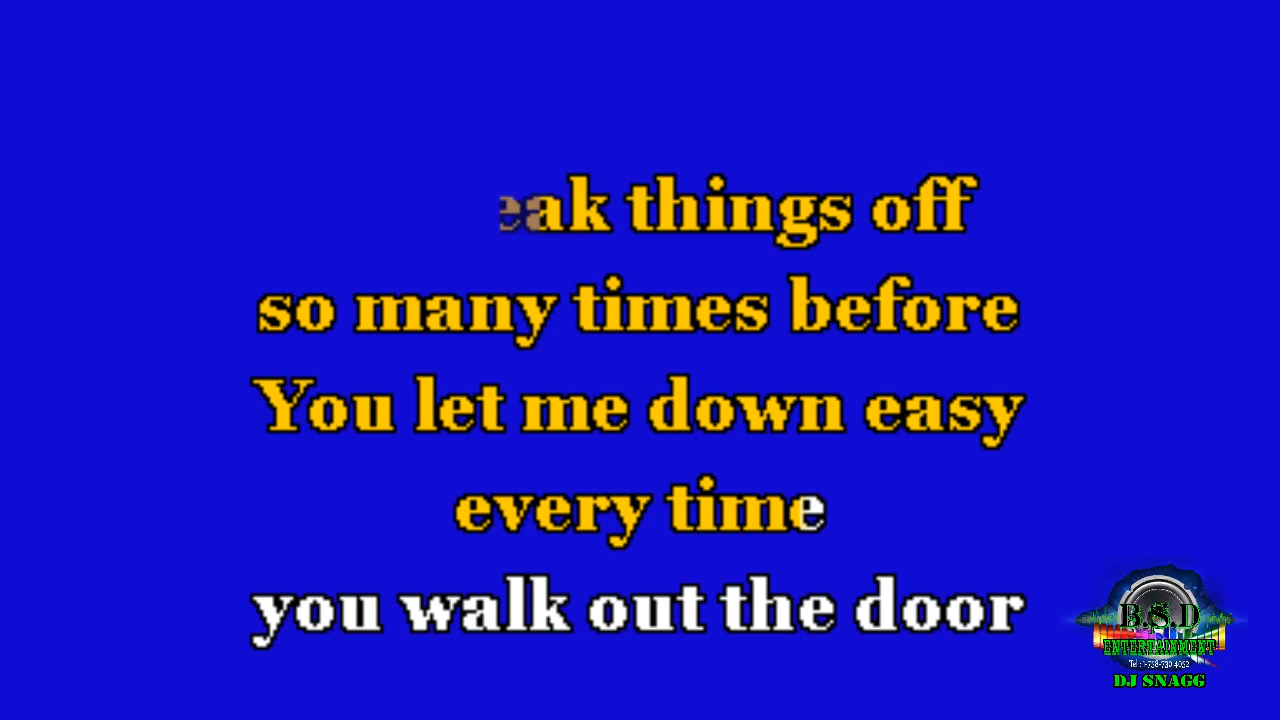 eak things off
so many times before
You let me down easy
every time
you walk out the door
B.S.D
ENTERTAINMENT
DJ SNAGG